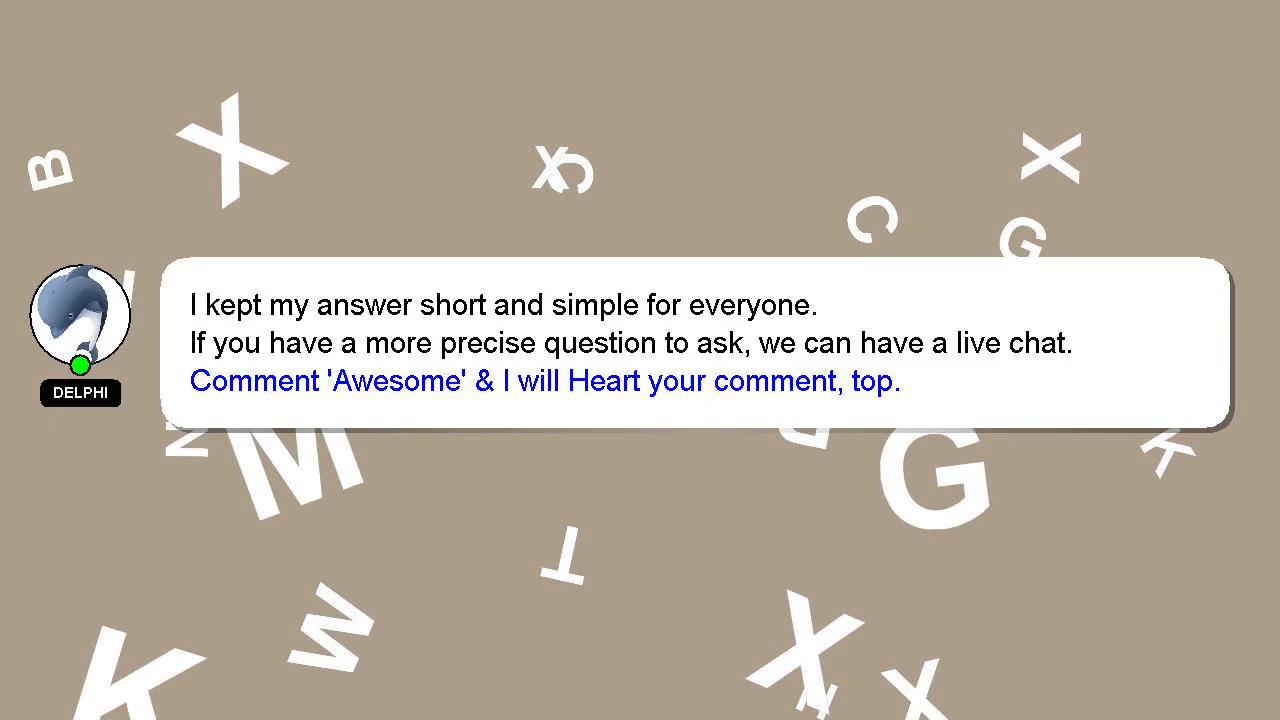 B
X
X
C
X
C
G
I kept my answer short and simple for everyone.
If you have a more precise question to ask, we can have a live chat.
Comment 'Awesome' & I will Heart your comment, top.
DELPHI
N
M
D
G
K
T
W
K
X
X